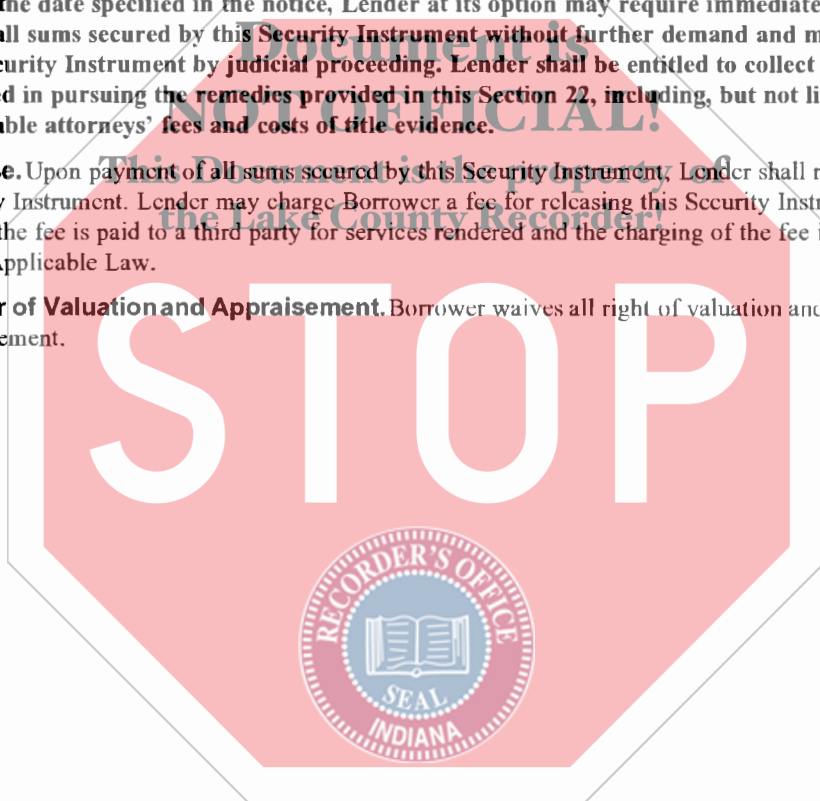 the date specified in the notice, Lender at its option may require immediate
all sums secured by this Security Instrument without further demand and m
curity Instrument by judicial proceeding. Lender shall be entitled to collect
d in pursuing the remedies provided in this Section 22, including, but not li
ble attorneys' fees and costs of title evidence.
e. Upon payment of all sums secured by this Security Instrument, Lender shall r
y Instrument. Lender may charge Borrower a fee for releasing this Security Instr
the fee is paid to a third party for services rendered and the charging of the fee i
Applicable Law.
r of Valuation and Appraisement. Borrower waives all right of valuation and
ement.
Document is
NOT OFFICIAL!
This Document is the property of
the Lake County Recorder!
STOP
RECORDER'S OFFICE
SEAL
INDIANA